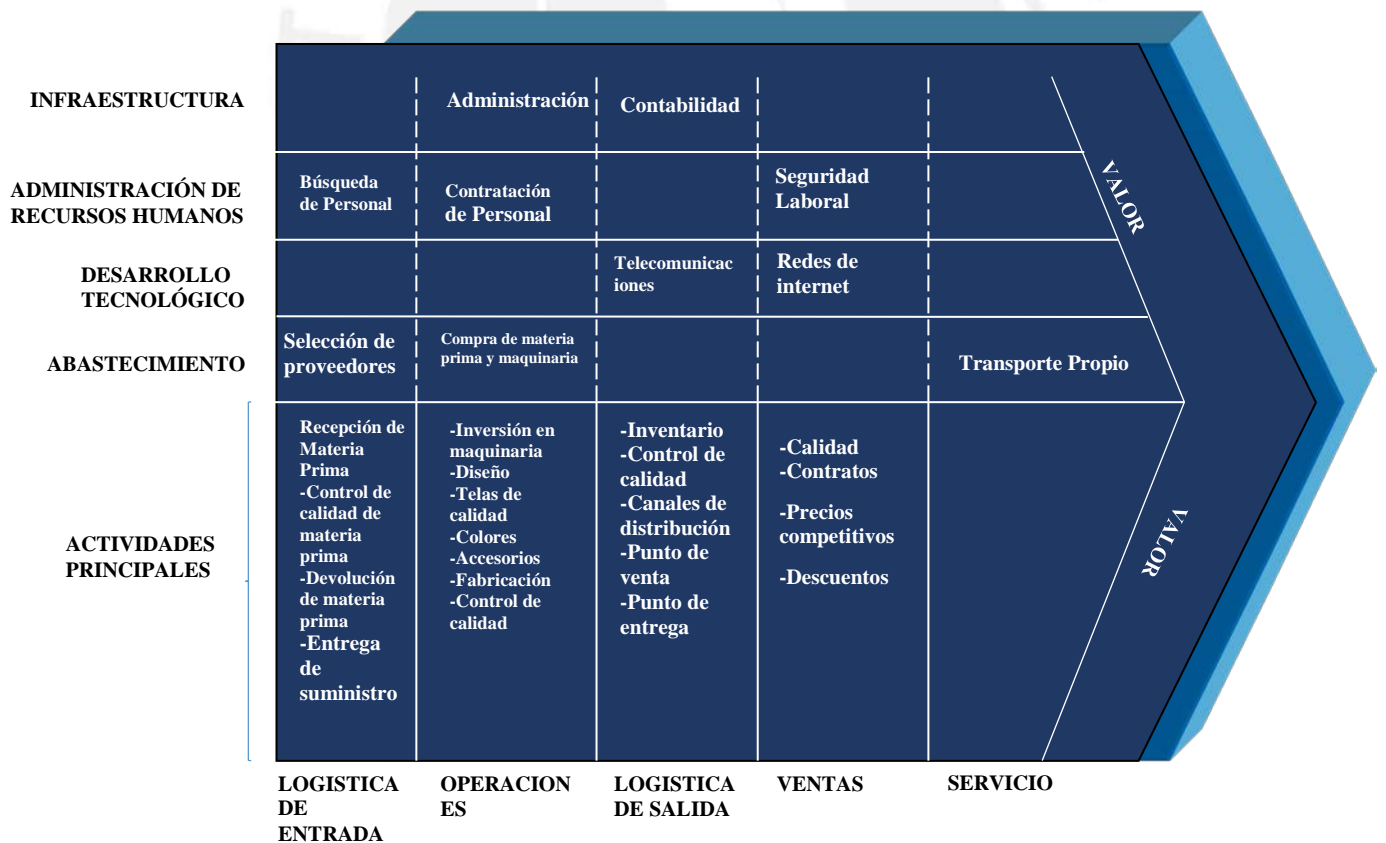 INFRAESTRUCTURA
Administración
Contabilidad
ADMINISTRACIÓN DE
RECURSOS HUMANOS
Búsqueda
de Personal
Contratación
de Personal
Seguridad
Laboral
VALOR
DESARROLLO
TECNOLÓGICO
Telecomunicac
iones
Redes de
internet
ABASTECIMIENTO
Selección de
proveedores
Compra de materia
prima y maquinaria
Transporte Propio
ACTIVIDADES
PRINCIPALES
Recepción de
Materia
Prima
-Control de
calidad de
materia
prima
-Devolución
de materia
prima
-Entrega
de
suministro
-Inversión en
maquinaria
-Diseño
-Telas de
calidad
-Colores
-Accesorios
-Fabricación
-Control de
calidad
-Inventario
-Control de
calidad
-Canales de
distribución
-Punto de
venta
-Punto de
entrega
-Calidad
-Contratos
-Precios
competitivos
-Descuentos
VALOR
LOGISTICA
DE
ENTRADA
OPERACION
ES
LOGISTICA
DE SALIDA
VENTAS
SERVICIO